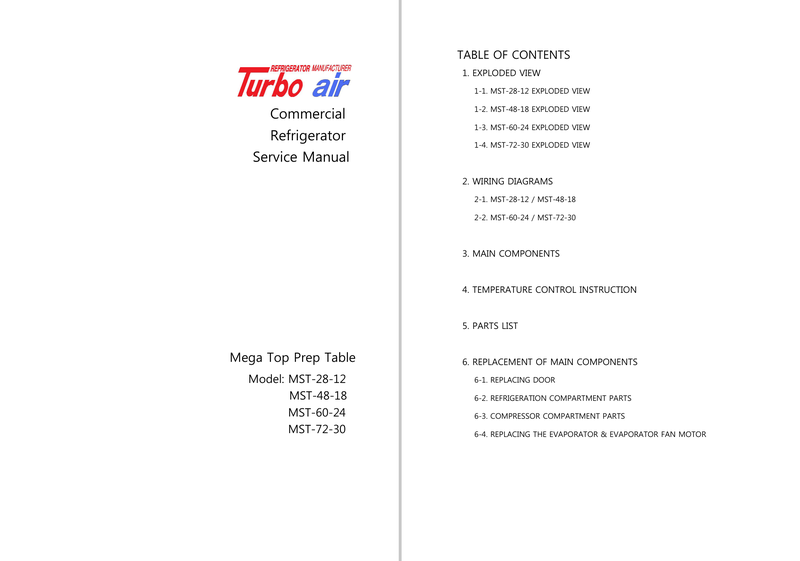 REFRIGERATOR MANUFACTURER
Turbo air
Commercial
Refrigerator
Service Manual
Mega Top Prep Table
Model: MST-28-12
MST-48-18
MST-60-24
MST-72-30
TABLE OF CONTENTS
1. EXPLODED VIEW
1-1. MST-28-12 EXPLODED VIEW
1-2. MST-48-18 EXPLODED VIEW
1-3. MST-60-24 EXPLODED VIEW
1-4. MST-72-30 EXPLODED VIEW
2. WIRING DIAGRAMS
2-1. MST-28-12 / MST-48-18
2-2. MST-60-24 / MST-72-30
3. MAIN COMPONENTS
4. TEMPERATURE CONTROL INSTRUCTION
5. PARTS LIST
6. REPLACEMENT OF MAIN COMPONENTS
6-1. REPLACING DOOR
6-2. REFRIGERATION COMPARTMENT PARTS
6-3. COMPRESSOR COMPARTMENT PARTS
6-4. REPLACING THE EVAPORATOR & EVAPORATOR FAN MOTOR